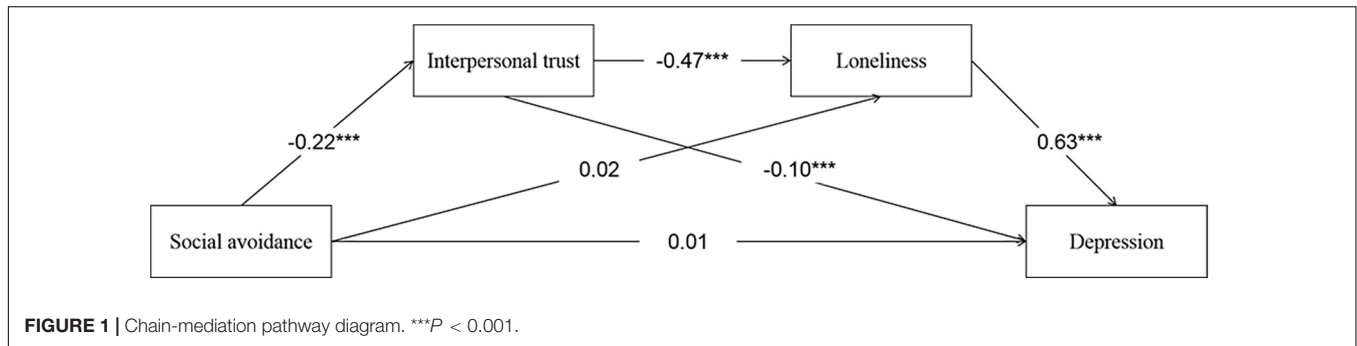 Interpersonal trust
-0.47***
Loneliness
-0.22***
0.63***
0.02
-0.10***
Social avoidance
0.01
Depression
FIGURE 1 | Chain-mediation pathway diagram. ***P < 0.001.